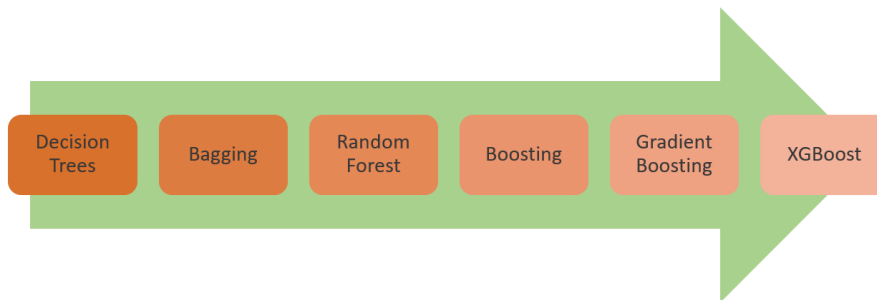 Decision
Trees
Bagging
Random
Forest
Boosting
Gradient
Boosting
XGBoost